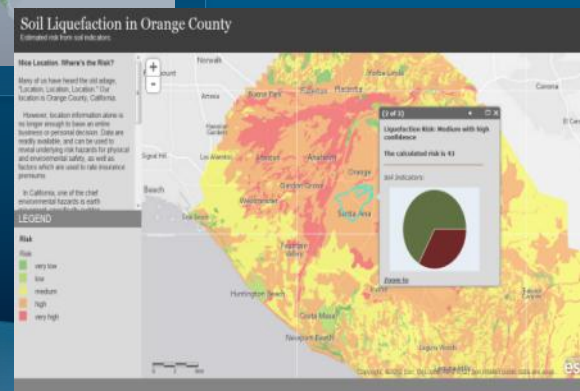 Soil Liquefaction in Orange County
Estimated risk from soil indicators.
Nice Location. Where's the Risk?
Many of us have heard the old adage,
"Location, Location, Location." Our
location is Orange County, California.
However, location information alone is
no longer enough to base an entire
business or personal decision. Data are
readily available, and can be used to
reveal underlying risk hazards for physical
and environmental safety, as well as
factors which are used to rate insurance
premiums.
In California, one of the chief
environmental hazards is earth
LEGEND
Risk
Risk
very low
low
medium
high
very high
+
-
Norwalk
Artesia
Buena Park
Fullerton
Placentia
Yorba Linda
Corona
Signal Hill
Los Alamitos
Anaheim
Orange
Garden Grove
Westminster
Santa Ana
Beach
Seal Beach
Fountain
Valley
Huntington Beach
Costa Mesa
Newport Beach
Laguna Woods
(2 of 2)
Liquefaction Risk: Medium with high
confidence
The calculated risk is 43
Soil Indicators:
Zoom to